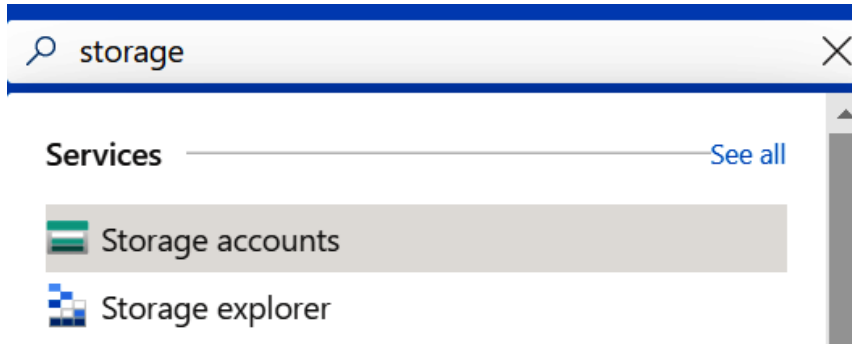 storage
Services See all
Storage accounts
Storage explorer